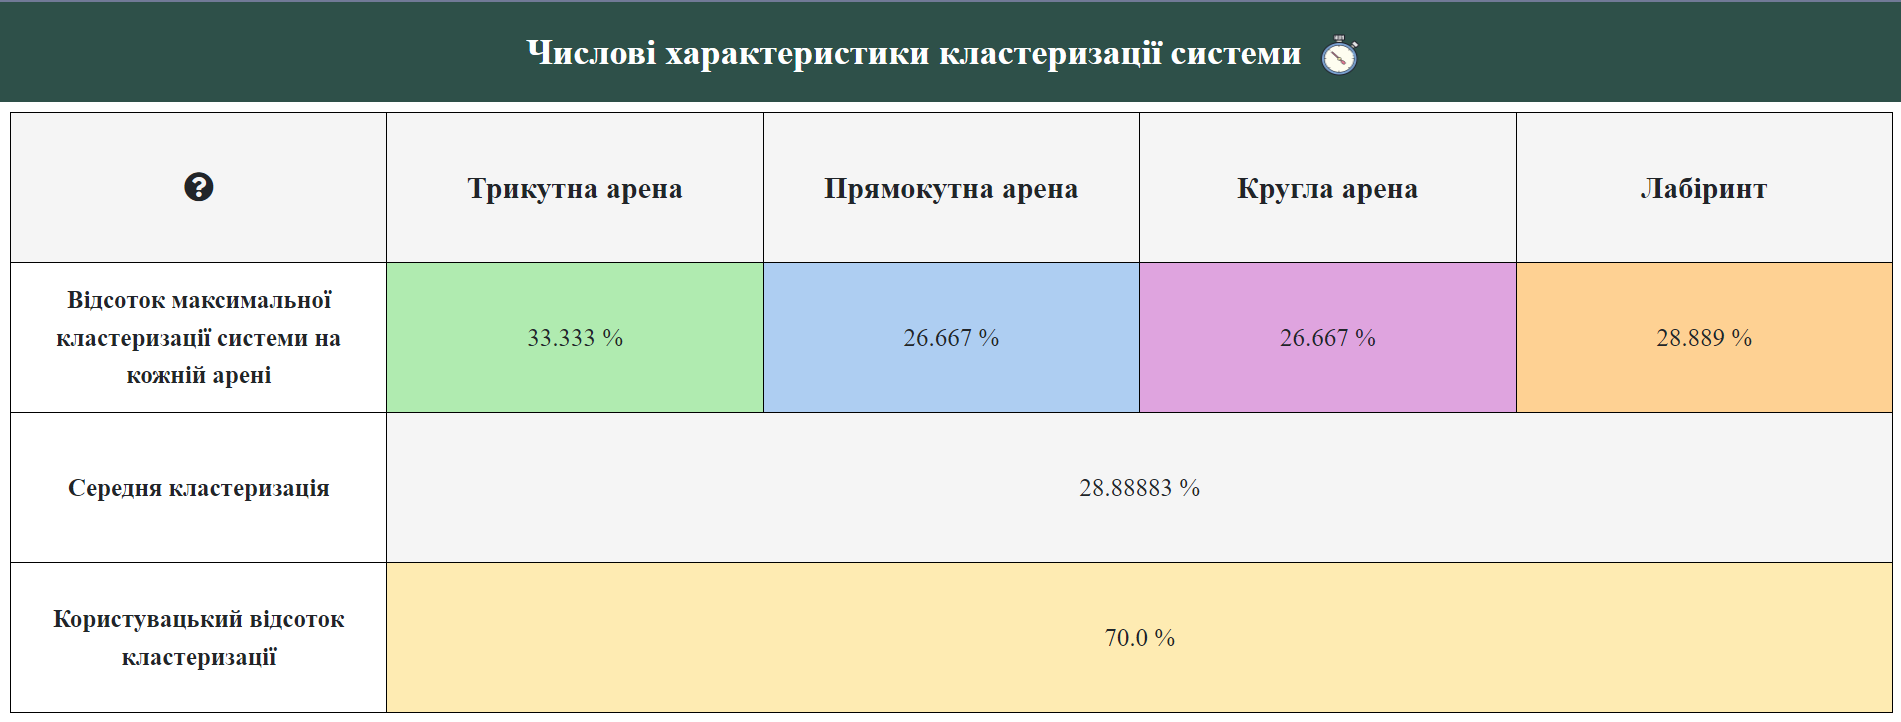 Числові характеристики кластеризації системи
?
Трикутна арена
Прямокутна арена
Кругла арена
Лабіринт
Відсоток максимальної
кластеризації системи на
кожній арені
33.333 %
26.667 %
26.667 %
28.889 %
Середня кластеризація
28.88883 %
Користувацький відсоток
кластеризації
70.0 %